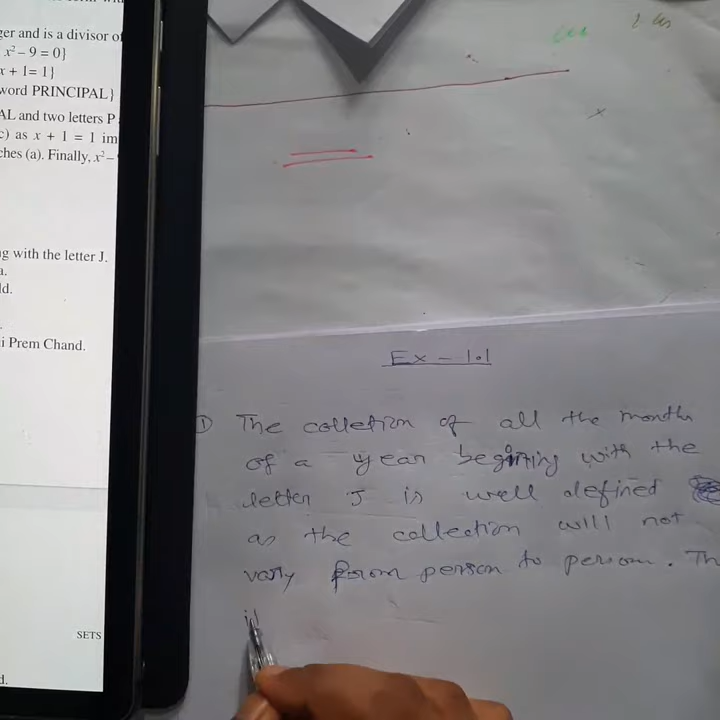 ger and is a divisor of
x² – 9 = 0}
x + 1 = 1}
word PRINCIPAL}
AL and two letters P
c) as x + 1 = 1 im
ches (a). Finally, x² –
g with the letter J.
a.
ld.
i Prem Chand.
SETS
d.
Ex - 1.1
① The colletion of all the months
of a year begining with the
letter J is well defined
as the collection will not
vary from person to person. Th